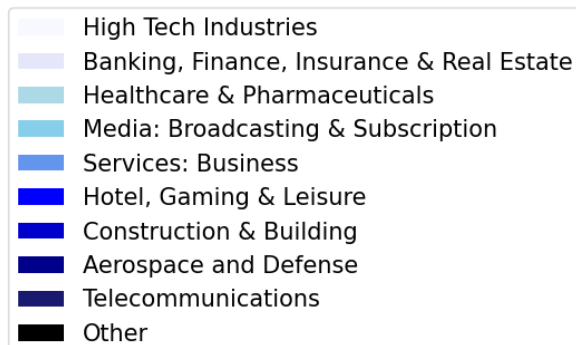 High Tech Industries
Banking, Finance, Insurance & Real Estate
Healthcare & Pharmaceuticals
Media: Broadcasting & Subscription
Services: Business
Hotel, Gaming & Leisure
Construction & Building
Aerospace and Defense
Telecommunications
Other